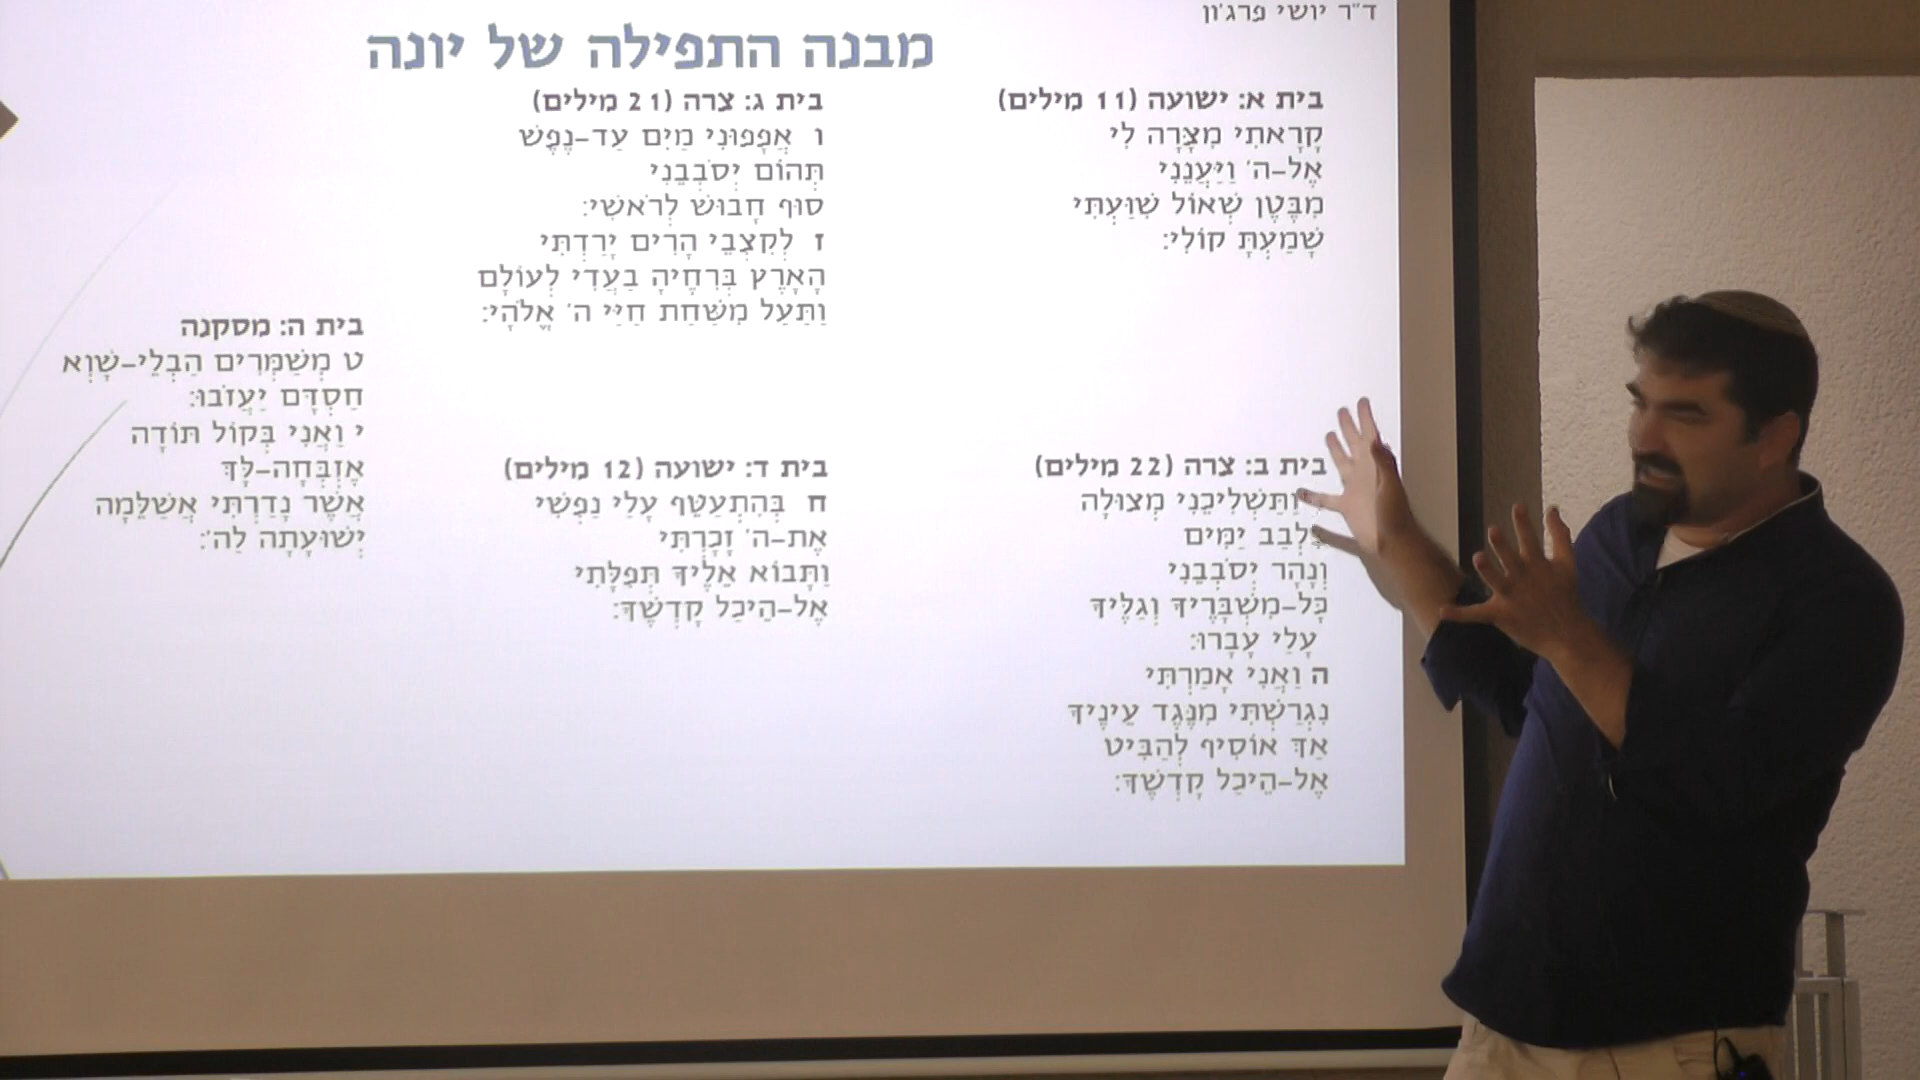 ד"ר יושי פרג'ון
מבנה התפילה של יונה
בית א: ישועה (11 מילים)
קָרָאתִי מִצָּרָה לִי
אֶל-ה' וַיַּעֲנֵנִי
מִבֶּטֶן שְׁאוֹל שִׁוַּעְתִּי
שָׁמַעְתָּ קוֹלִי:
בית ב: צרה (22 מילים)
וַתַּשְׁלִיכֵנִי מְצוּלָה
בִּלְבַב יַמִּים
וְנָהָר יְסֹבְבֵנִי
כָּל-מִשְׁבָּרֶיךָ וְגַלֶּיךָ
עָלַי עָבָרוּ:
ה וַאֲנִי אָמַרְתִּי
נִגְרַשְׁתִּי מִנֶּגֶד עֵינֶיךָ
אַךְ אוֹסִיף לְהַבִּיט
אֶל-הֵיכַל קָדְשֶׁךָ:
בית ג: צרה (21 מילים)
ו אֲפָפוּנִי מַיִם עַד-נֶפֶשׁ
תְּהוֹם יְסֹבְבֵנִי
סוּף חָבוּשׁ לְרֹאשִׁי:
ז לְקִצְבֵי הָרִים יָרַדְתִּי
הָאָרֶץ בְּרִחֶיהָ בַעֲדִי לְעוֹלָם
וַתַּעַל מִשַּׁחַת חַיַּי ה' אֱלֹהָי:
בית ד: ישועה (12 מילים)
ח בְּהִתְעַטֵּף עָלַי נַפְשִׁי
אֶת-ה' זָכָרְתִּי
וַתָּבוֹא אֵלֶיךָ תְּפִלָּתִי
אֶל-הֵיכַל קָדְשֶׁךָ:
בית ה: מסקנה
ט מְשַׁמְּרִים הַבְלֵי-שָׁוְא
חַסְדָּם יַעֲזֹבוּ:
י וַאֲנִי בְּקוֹל תּוֹדָה
אֶזְבְּחָה-לָּךְ
אֲשֶׁר נָדַרְתִּי אֲשַׁלֵּמָה
יְשׁוּעָתָה לַה':